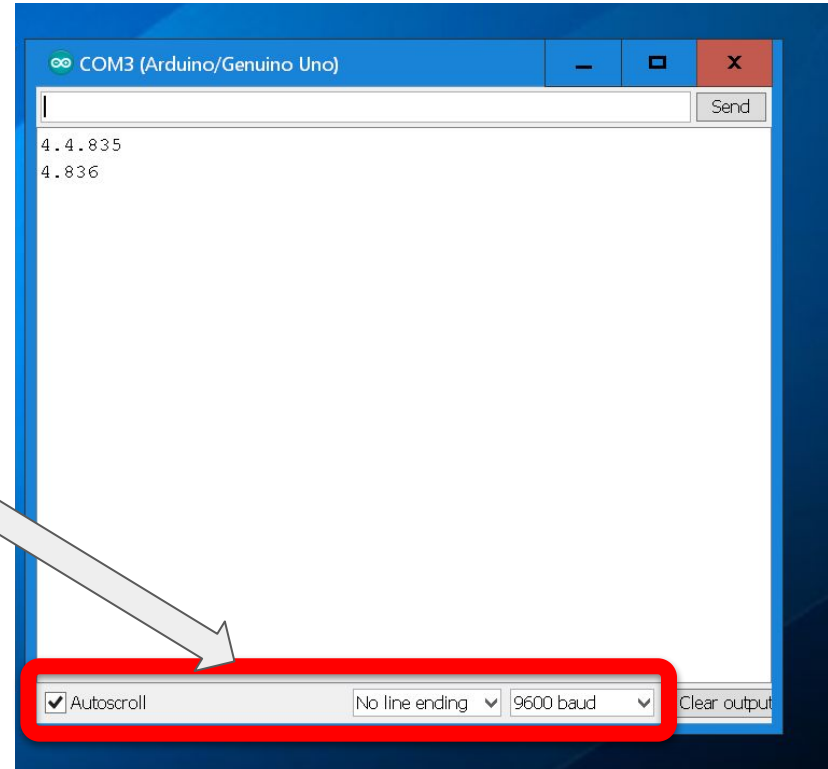 COM3 (Arduino/Genuino Uno)
Send
4.4.835
4.836
Autoscroll No line ending 9600 baud Clear output